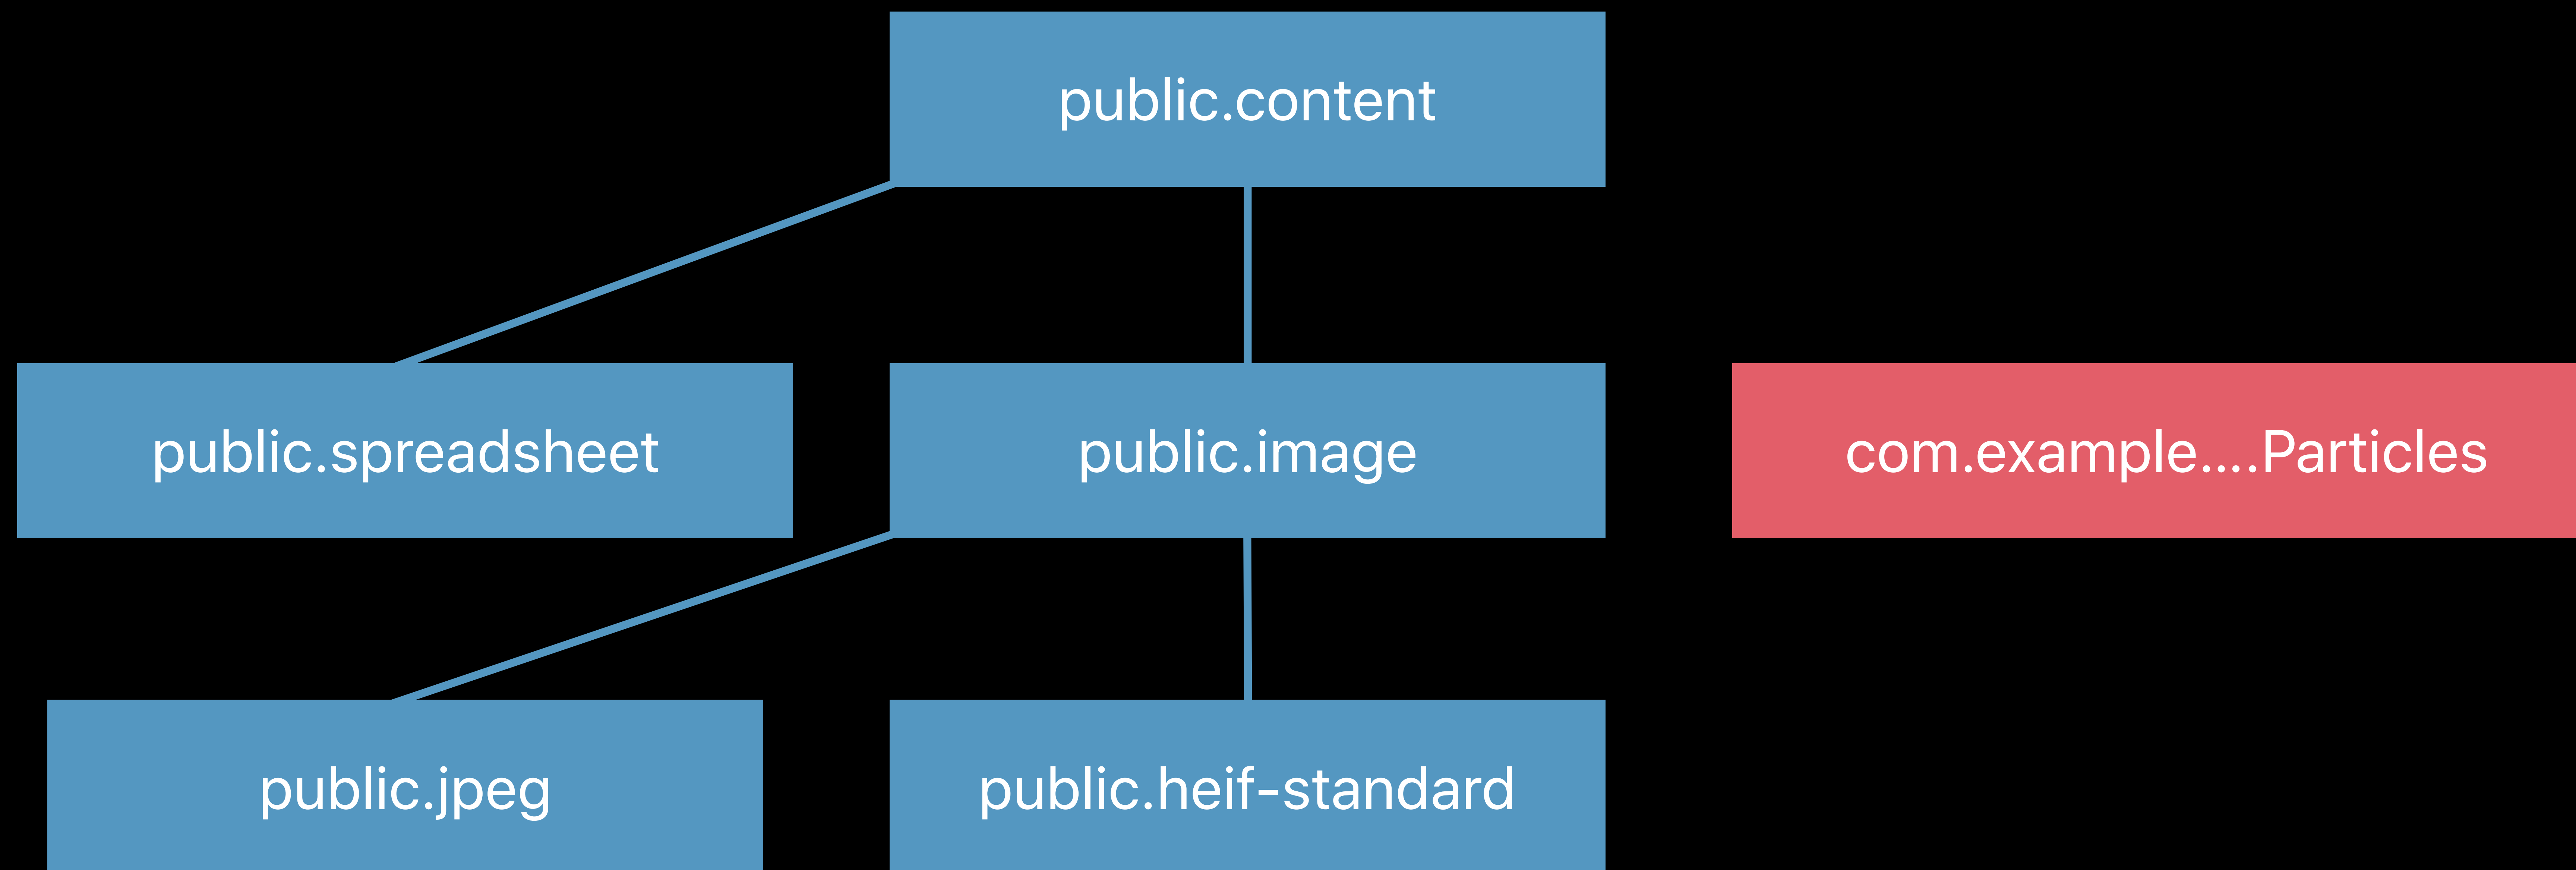 public.content
public.spreadsheet
public.image
com.example....Particles
public.jpeg
public.heif-standard